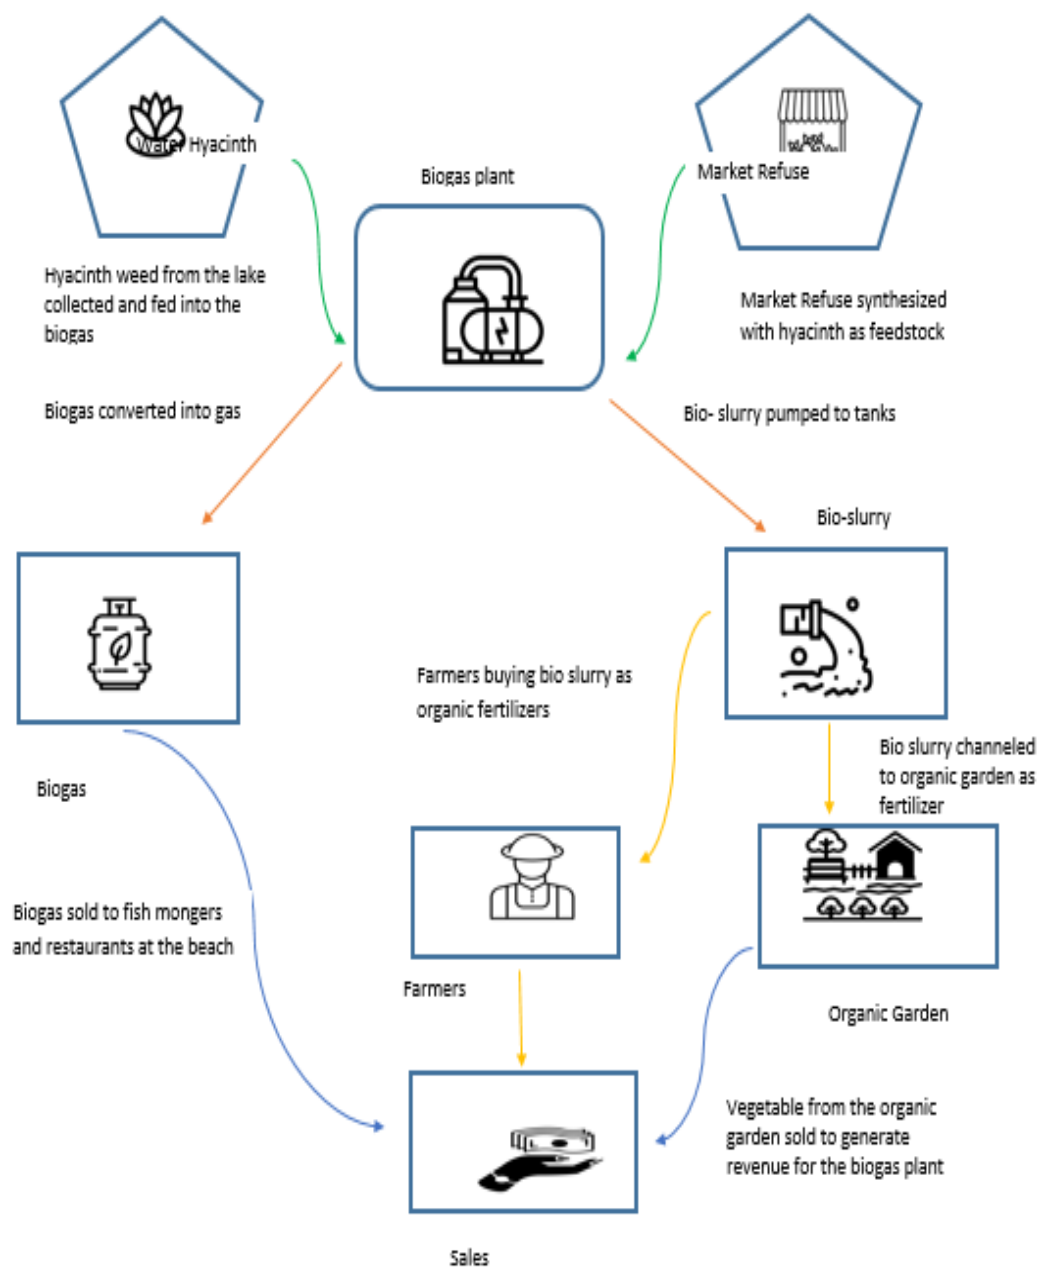 Water Hyacinth
Market Refuse
Biogas plant
Hyacinth weed from the lake
collected and fed into the
biogas
Market Refuse synthesized
with hyacinth as feedstock
Biogas converted into gas
Bio- slurry pumped to tanks
Bio-slurry
Farmers buying bio slurry as
organic fertilizers
Bio slurry channeled
to organic garden as
fertilizer
Biogas
Biogas sold to fish mongers
and restaurants at the beach
Farmers
Organic Garden
Vegetable from the organic
garden sold to generate
revenue for the biogas plant
Sales